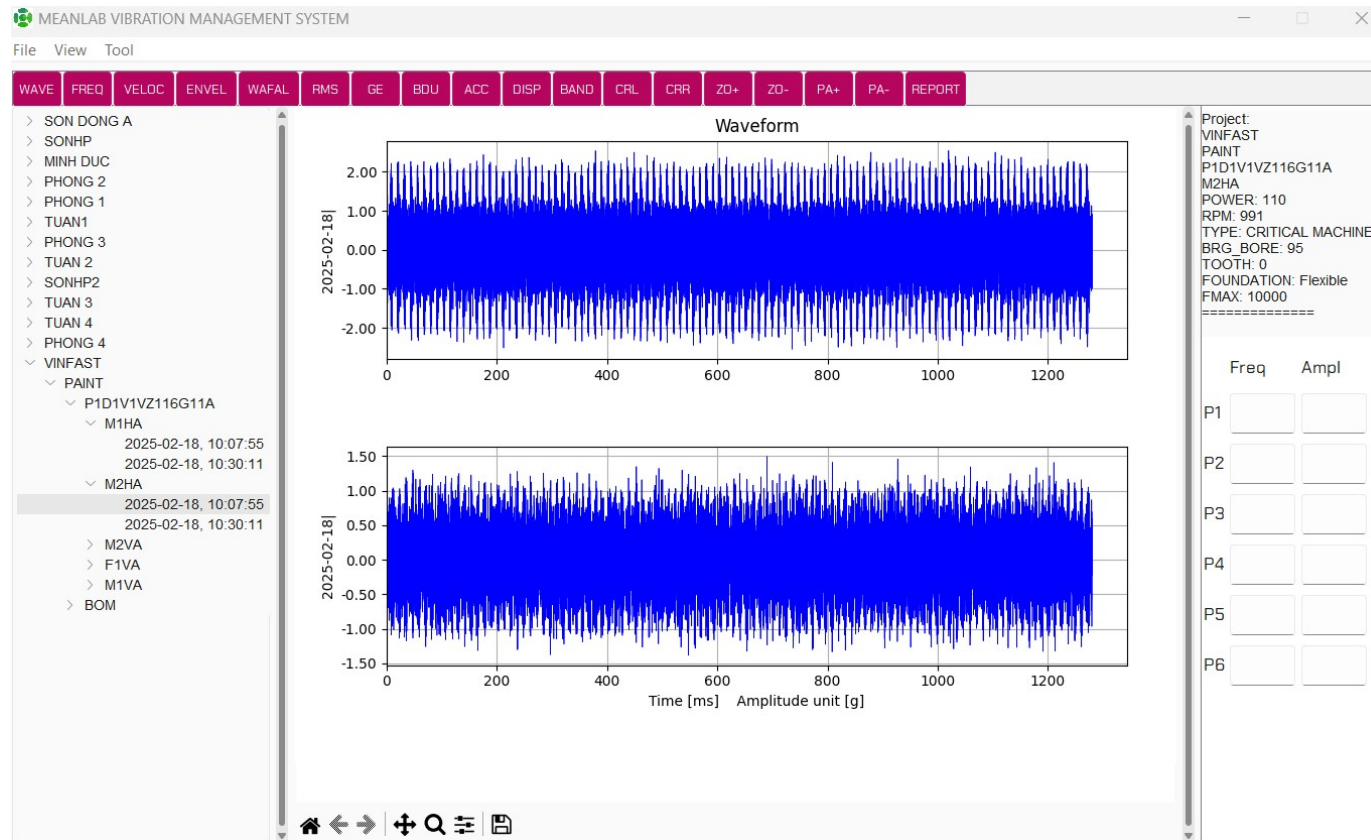 MEANLAB VIBRATION MANAGEMENT SYSTEM
File View Tool
WAVE FREQ VELOC ENVEL WAFAL RMS GE BDU ACC DISP BAND CRL CRR ZO+ ZO- PA+ PA- REPORT
SON DONG A
SONHP
MINH DUC
PHONG 2
PHONG 1
TUAN1
PHONG 3
TUAN 2
SONHP2
TUAN 3
TUAN 4
PHONG 4
VINFAST
PAINT
P1D1V1VZ116G11A
M1HA
2025-02-18, 10:07:55
2025-02-18, 10:30:11
M2HA
2025-02-18, 10:07:55
2025-02-18, 10:30:11
M2VA
F1VA
M1VA
BOM
Waveform
2025-02-18|
2.00
1.00
0.00
-1.00
-2.00
0 200 400 600 800 1000 1200
2025-02-18|
1.50
1.00
0.50
0.00
-0.50
-1.00
-1.50
0 200 400 600 800 1000 1200
Time [ms] Amplitude unit [g]
Project:
VINFAST
PAINT
P1D1V1VZ116G11A
M2HA
POWER: 110
RPM: 991
TYPE: CRITICAL MACHINE
BRG_BORE: 95
TOOTH: 0
FOUNDATION: Flexible
FMAX: 10000
==============
Freq Ampl
P1
P2
P3
P4
P5
P6